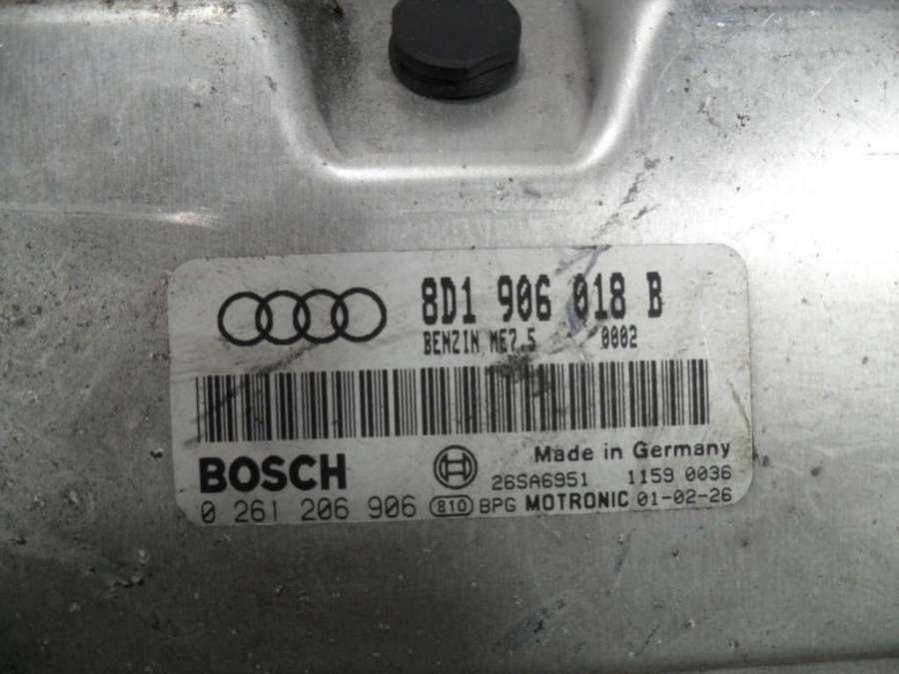 8D1 906 018 B
BENZIN ME7.5 0002
BOSCH
Made in Germany
26SA6951 1159 0036
0 261 206 906 810 BPG MOTRONIC 01-02-26